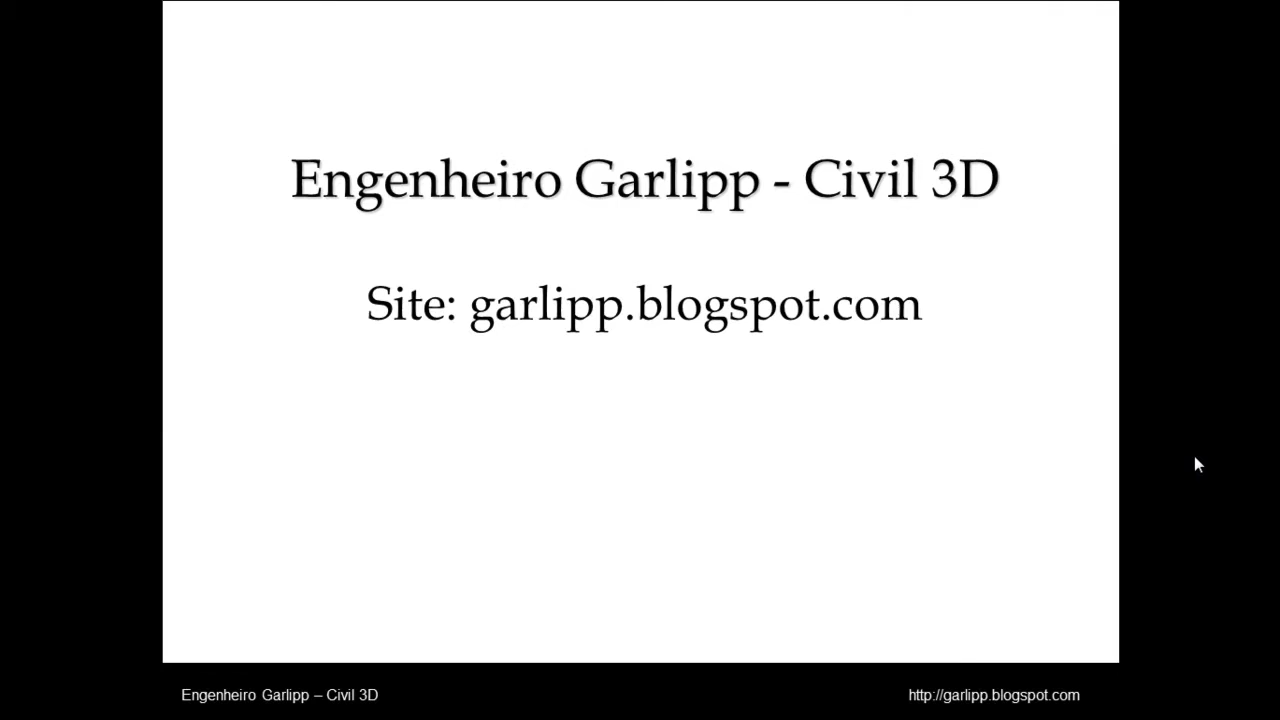 Engenheiro Garlipp - Civil 3D
Site: garlipp.blogspot.com
Engenheiro Garlipp – Civil 3D
http://garlipp.blogspot.com